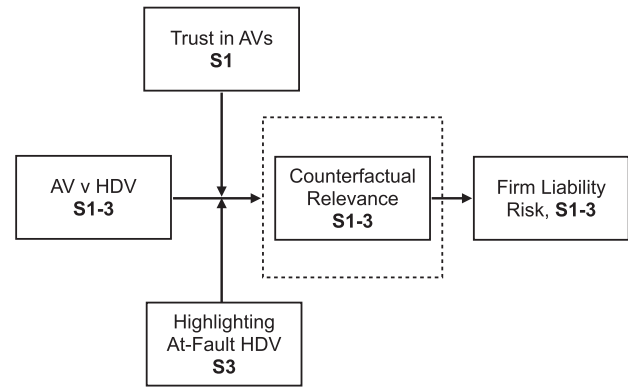 Trust in AVs
S1
AV v HDV
S1-3
Counterfactual
Relevance
S1-3
Firm Liability
Risk, S1-3
Highlighting
At-Fault HDV
S3